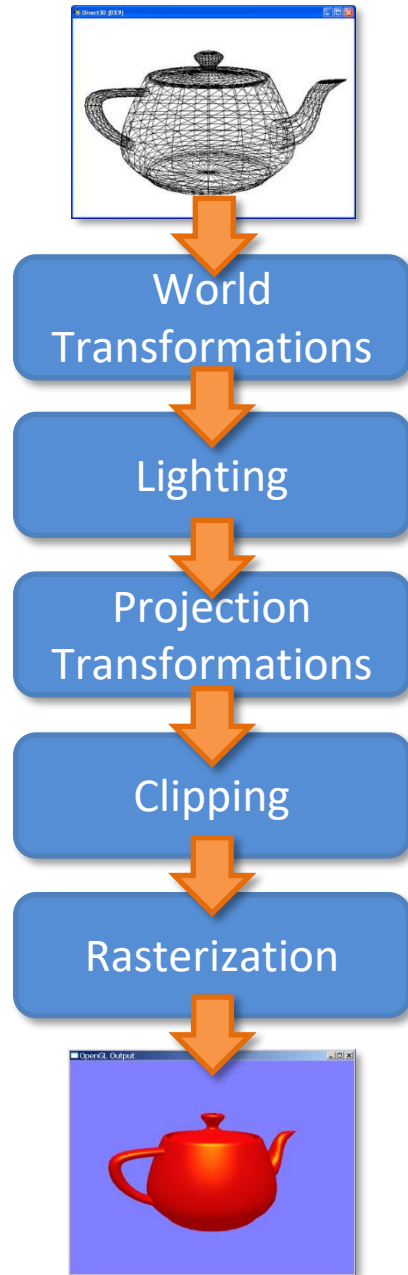 Direct3D (DX9)
World
Transformations
Lighting
Projection
Transformations
Clipping
Rasterization
OpenGL Output